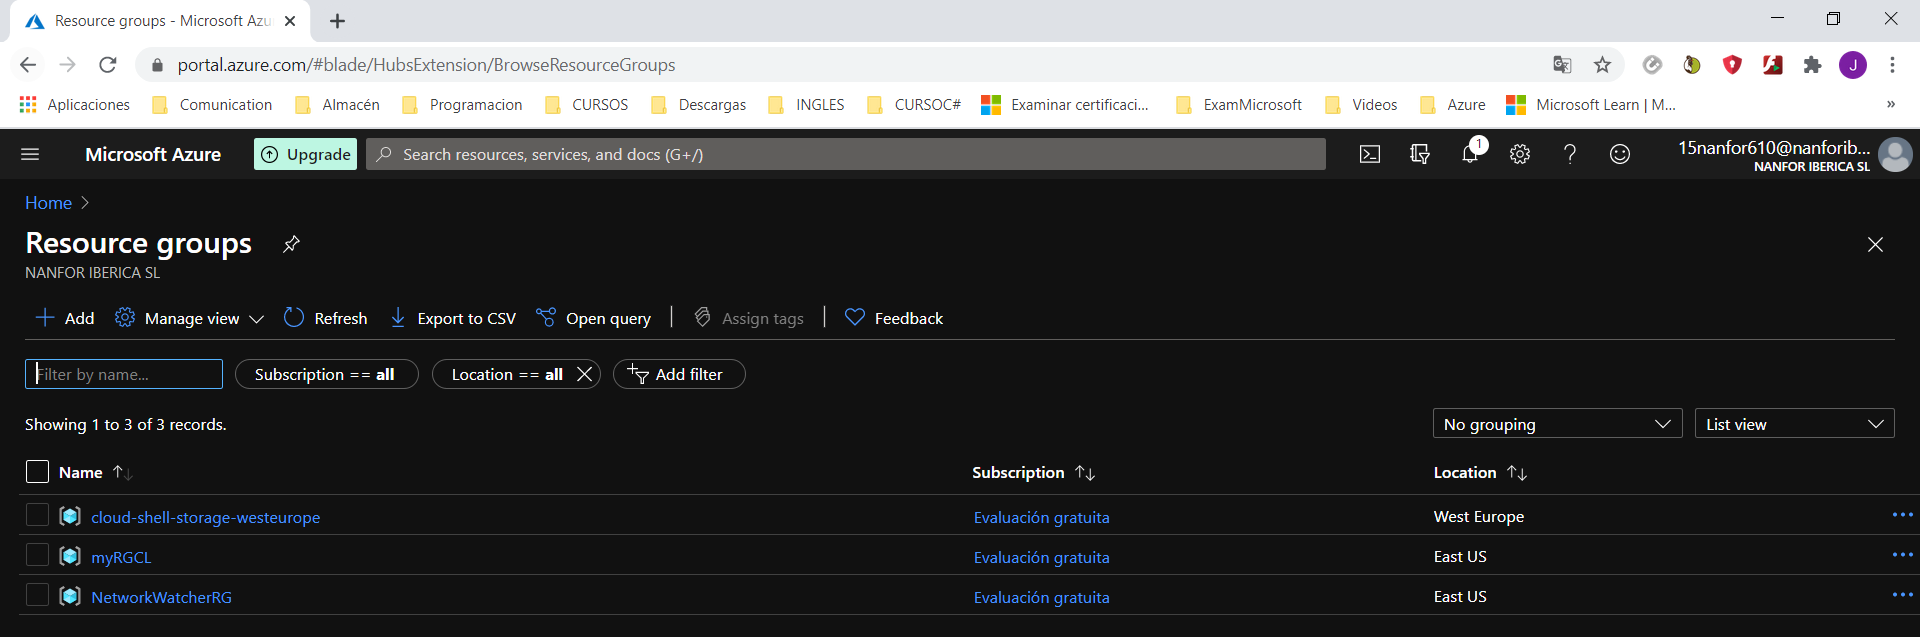 Resource groups - Microsoft Azu
portal.azure.com/#blade/HubsExtension/BrowseResourceGroups
J
Aplicaciones Comunication Almacén Programacion CURSOS Descargas INGLES CURSOC# Examinar certificaci... ExamMicrosoft Videos Azure Microsoft Learn | M... »
Microsoft Azure Upgrade Search resources, services, and docs (G+/) 1 15nanfor610@nanforib...
NANFOR IBERICA SL
Home >
Resource groups
NANFOR IBERICA SL
Add Manage view Refresh Export to CSV Open query Assign tags Feedback
Filter by name... Subscription == all Location == all Add filter
Showing 1 to 3 of 3 records. No grouping List view
Name Subscription Location
cloud-shell-storage-westeurope Evaluación gratuita West Europe
myRGCL Evaluación gratuita East US
NetworkWatcherRG Evaluación gratuita East US